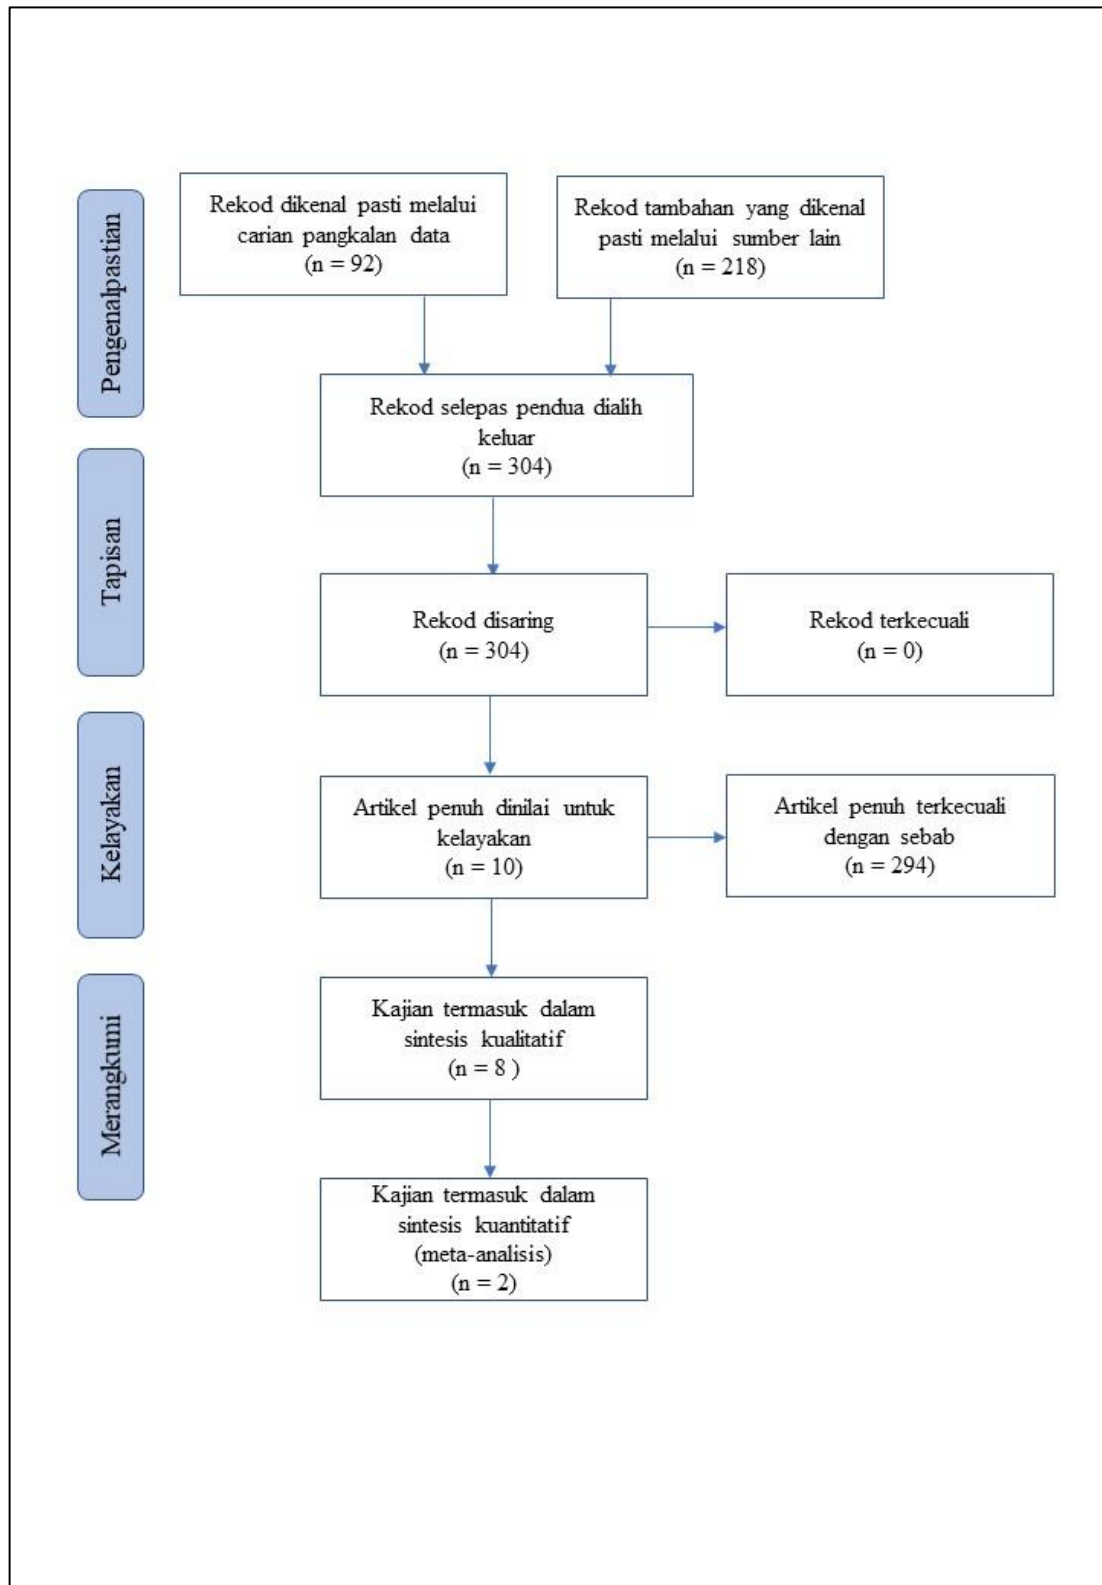 Pengenalpastian
Rekod dikenal pasti melalui
carian pangkalan data
(n = 92)
Rekod tambahan yang dikenal
pasti melalui sumber lain
(n = 218)
Rekod selepas pendua dialih
keluar
(n = 304)
Tapisan
Rekod disaring
(n = 304)
Rekod terkecuali
(n = 0)
Kelayakan
Artikel penuh dinilai untuk
kelayakan
(n = 10)
Artikel penuh terkecuali
dengan sebab
(n = 294)
Merangkumi
Kajian termasuk dalam
sintesis kualitatif
(n = 8 )
Kajian termasuk dalam
sintesis kuantitatif
(meta-analisis)
(n = 2)